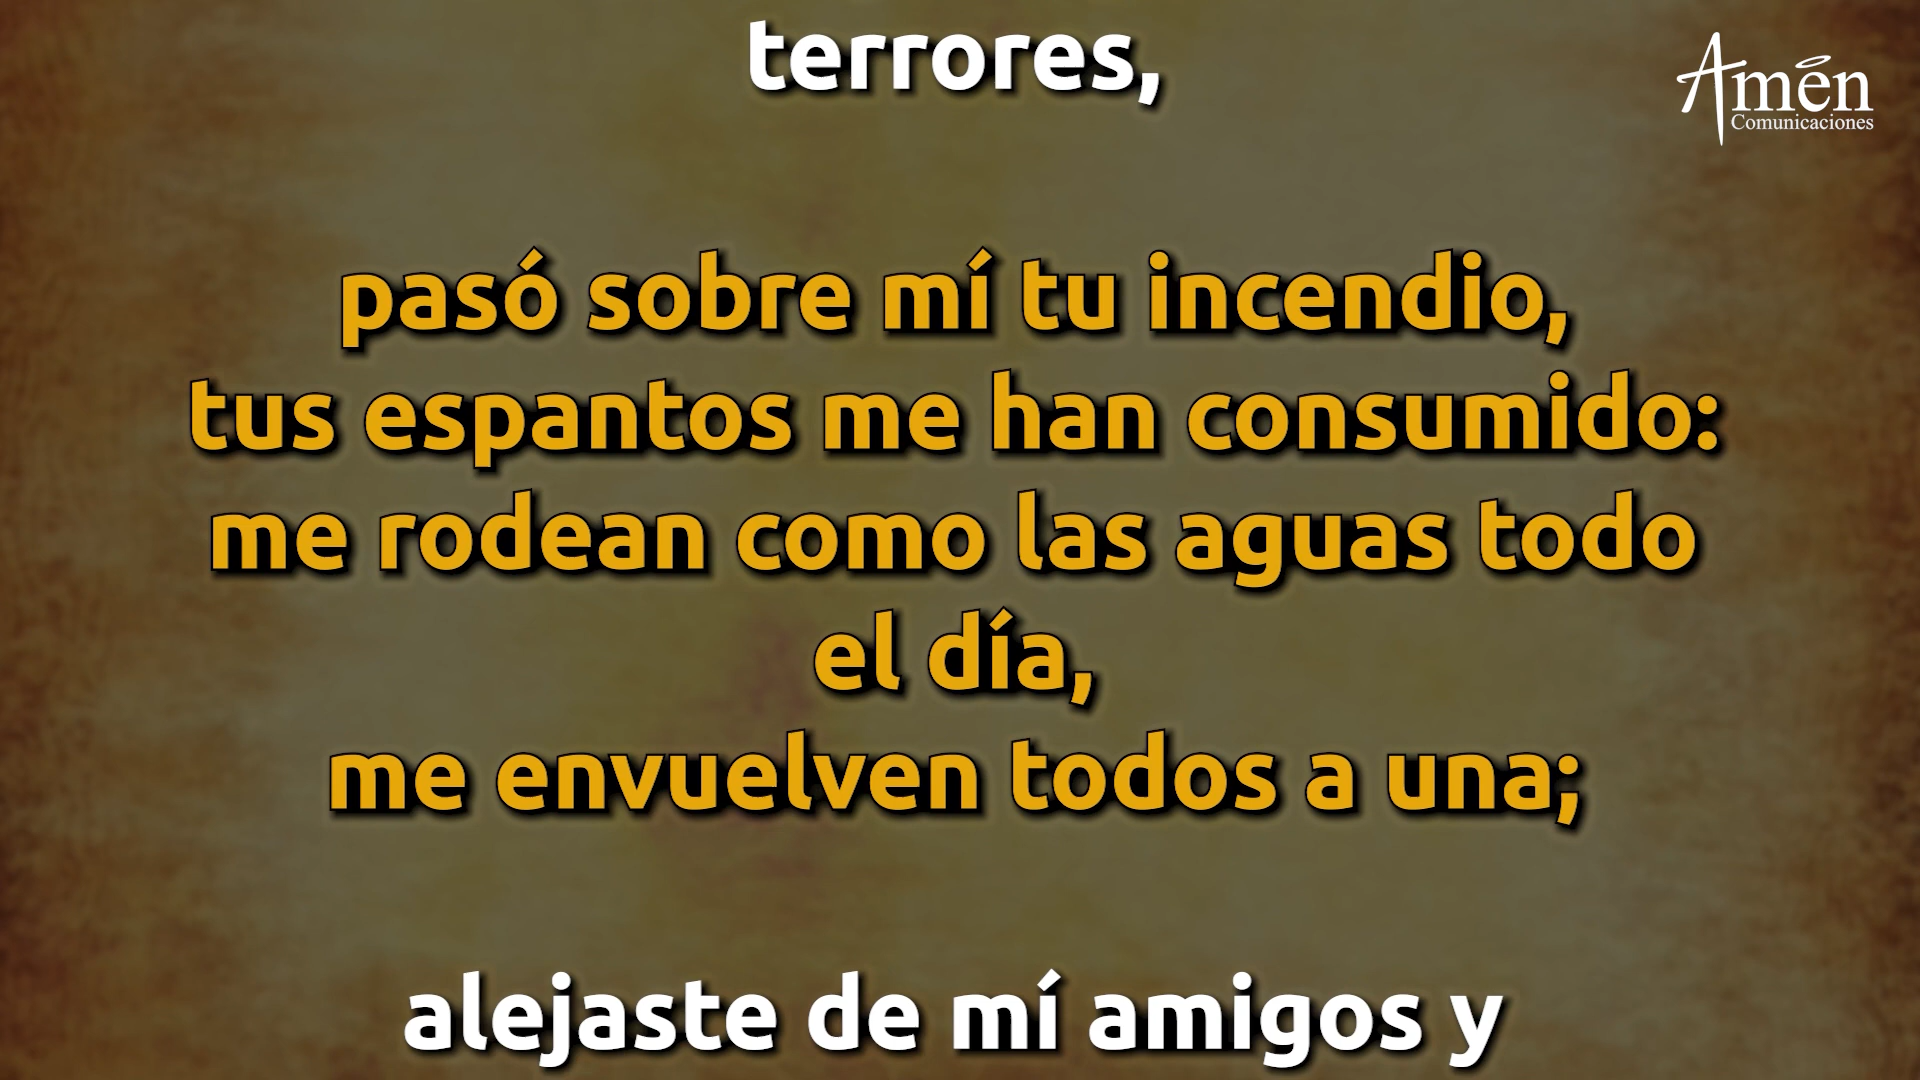 terrores,
Amén
Comunicaciones
pasó sobre mí tu incendio,
tus espantos me han consumido:
me rodean como las aguas todo
el día,
me envuelven todos a una;
alejaste de mí amigos y